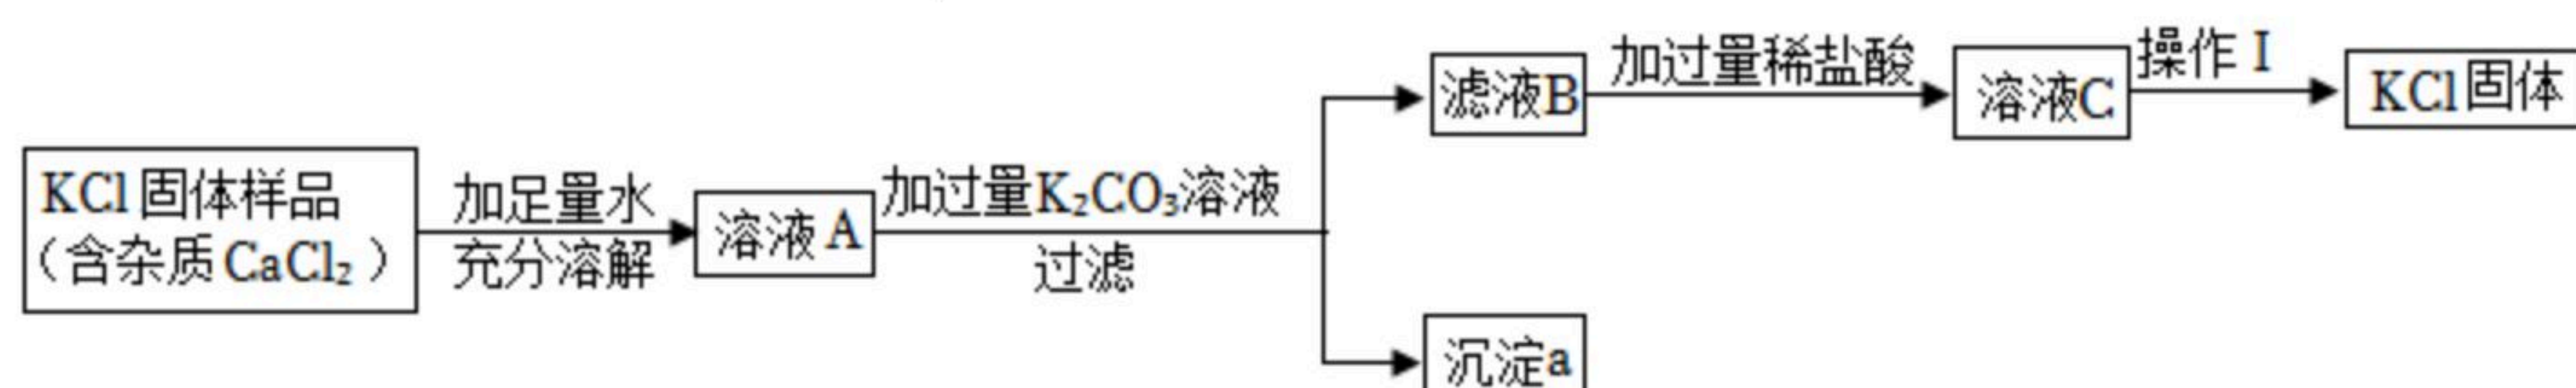 KCl固体样品
（含杂质CaCl₂）
加足量水
充分溶解
溶液A
加过量K₂CO₃溶液
过滤
滤液B
加过量稀盐酸
溶液C
操作I
KCl固体
沉淀a